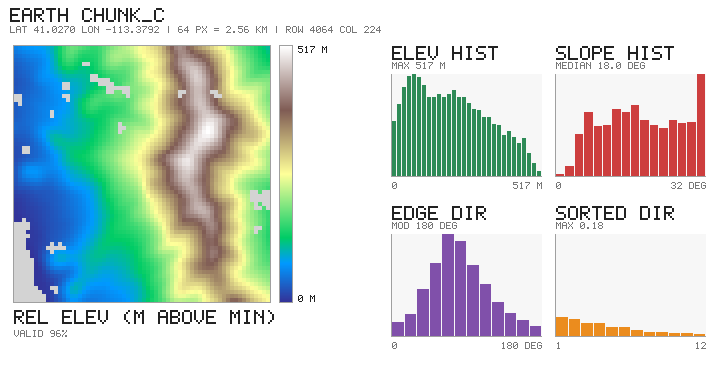 EARTH CHUNK_C
LAT 41.0270 LON -113.3792 | 64 PX = 2.56 KM | ROW 4064 COL 224
517 M
0 M
REL ELEV (M ABOVE MIN)
VALID 96%
ELEV HIST
MAX 517 M
0 517 M
SLOPE HIST
MEDIAN 18.0 DEG
0 32 DEG
EDGE DIR
MOD 180 DEG
0 180 DEG
SORTED DIR
MAX 0.18
1 12